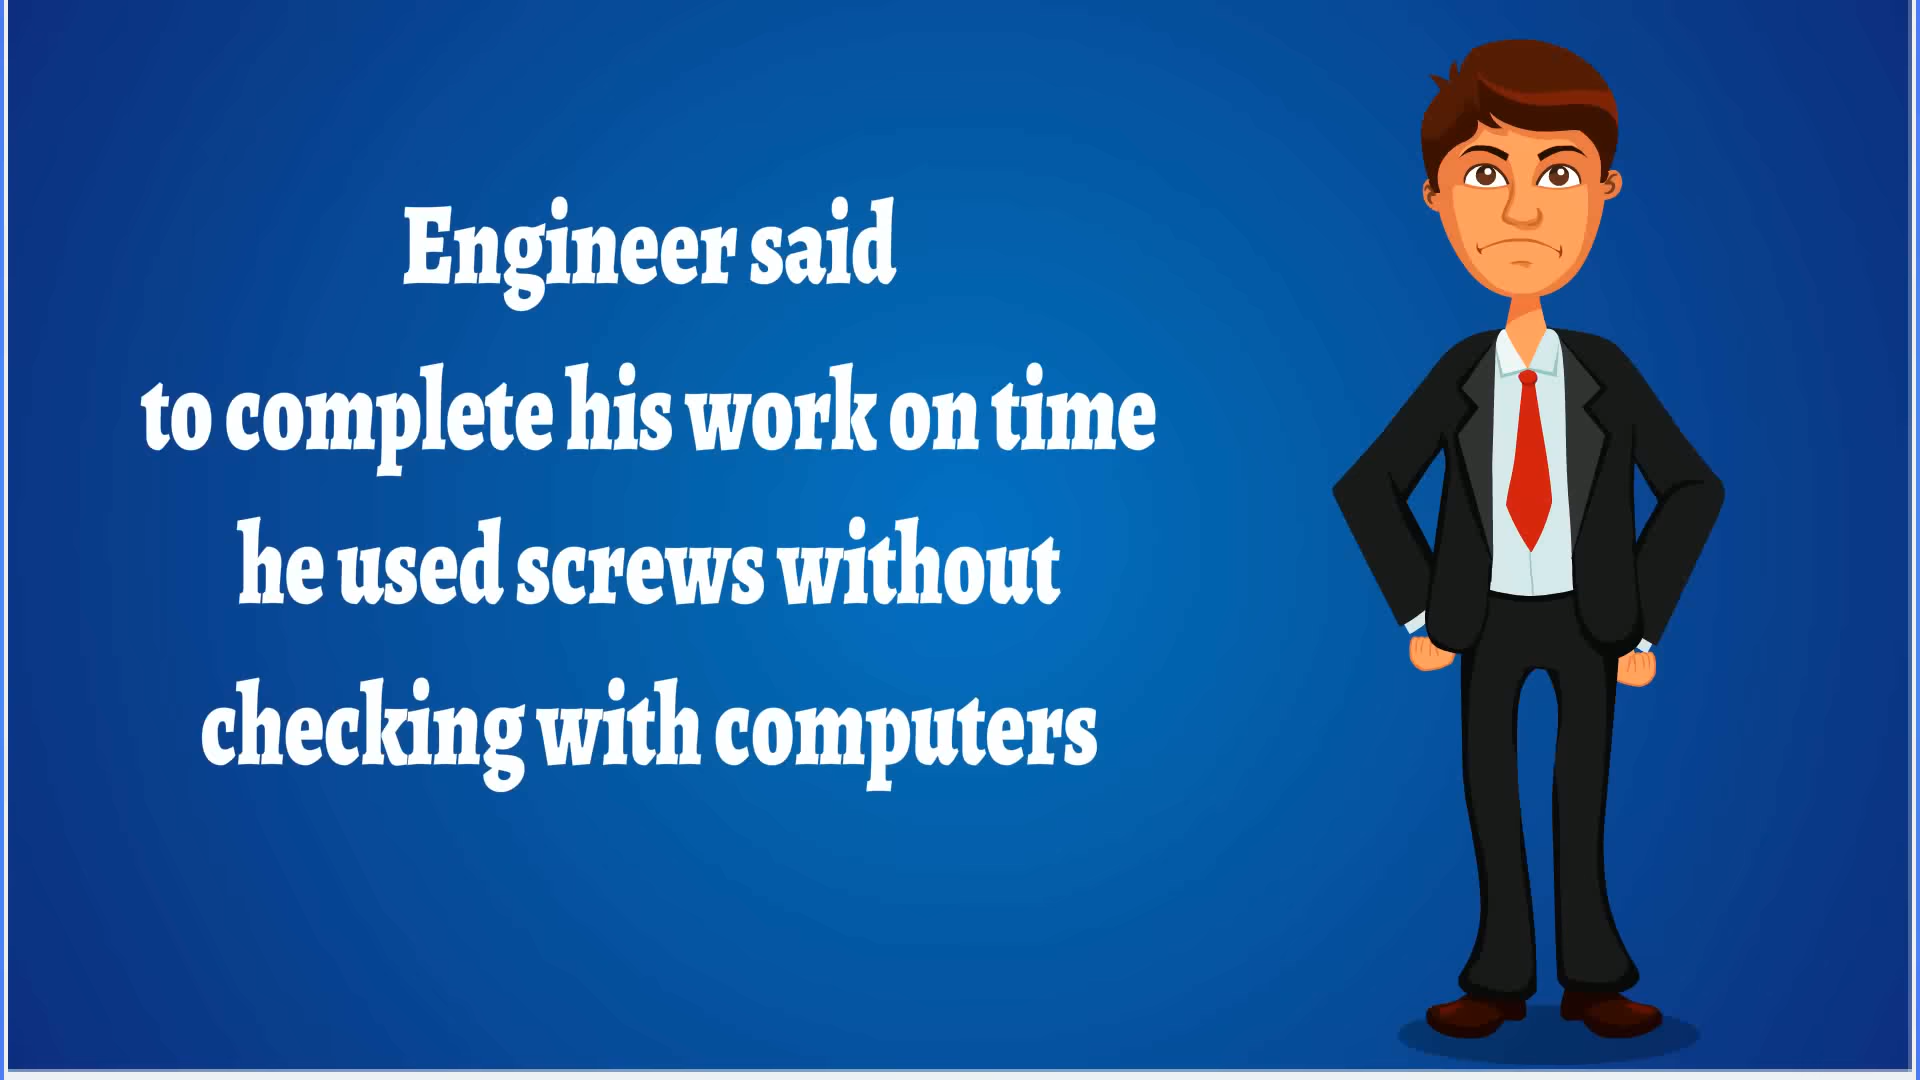 Engineer said
to complete his work on time
he used screws without
checking with computers